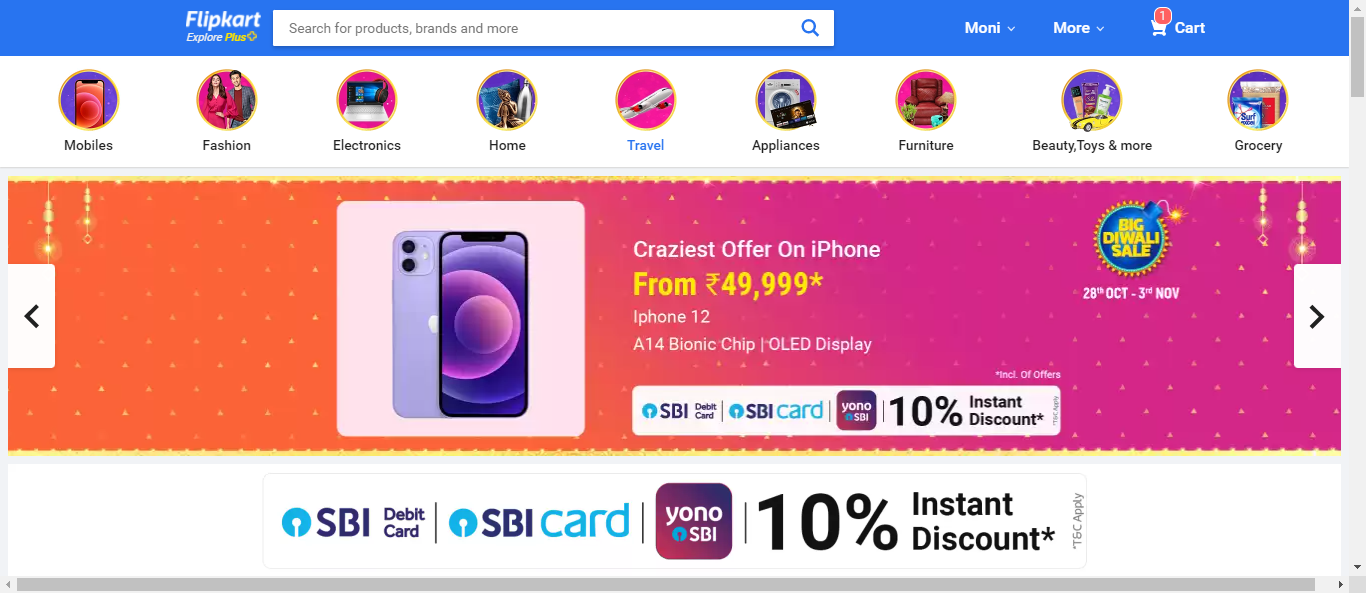 Flipkart
Explore Plus
Search for products, brands and more
Moni
More
1
Cart
Mobiles
Fashion
Electronics
Home
Travel
Appliances
Furniture
Beauty,Toys & more
Grocery
Surf
Craziest Offer On iPhone
From ₹49,999*
Iphone 12
A14 Bionic Chip | OLED Display
*Incl. Of Offers
SBI Debit Card | SBI card | yono SBI | 10% Instant Discount*
T&C Apply
BIG
DIWALI
SALE
28th OCT - 3rd NOV
SBI Debit Card | SBI card | yono SBI | 10% Instant Discount*
*T&C Apply